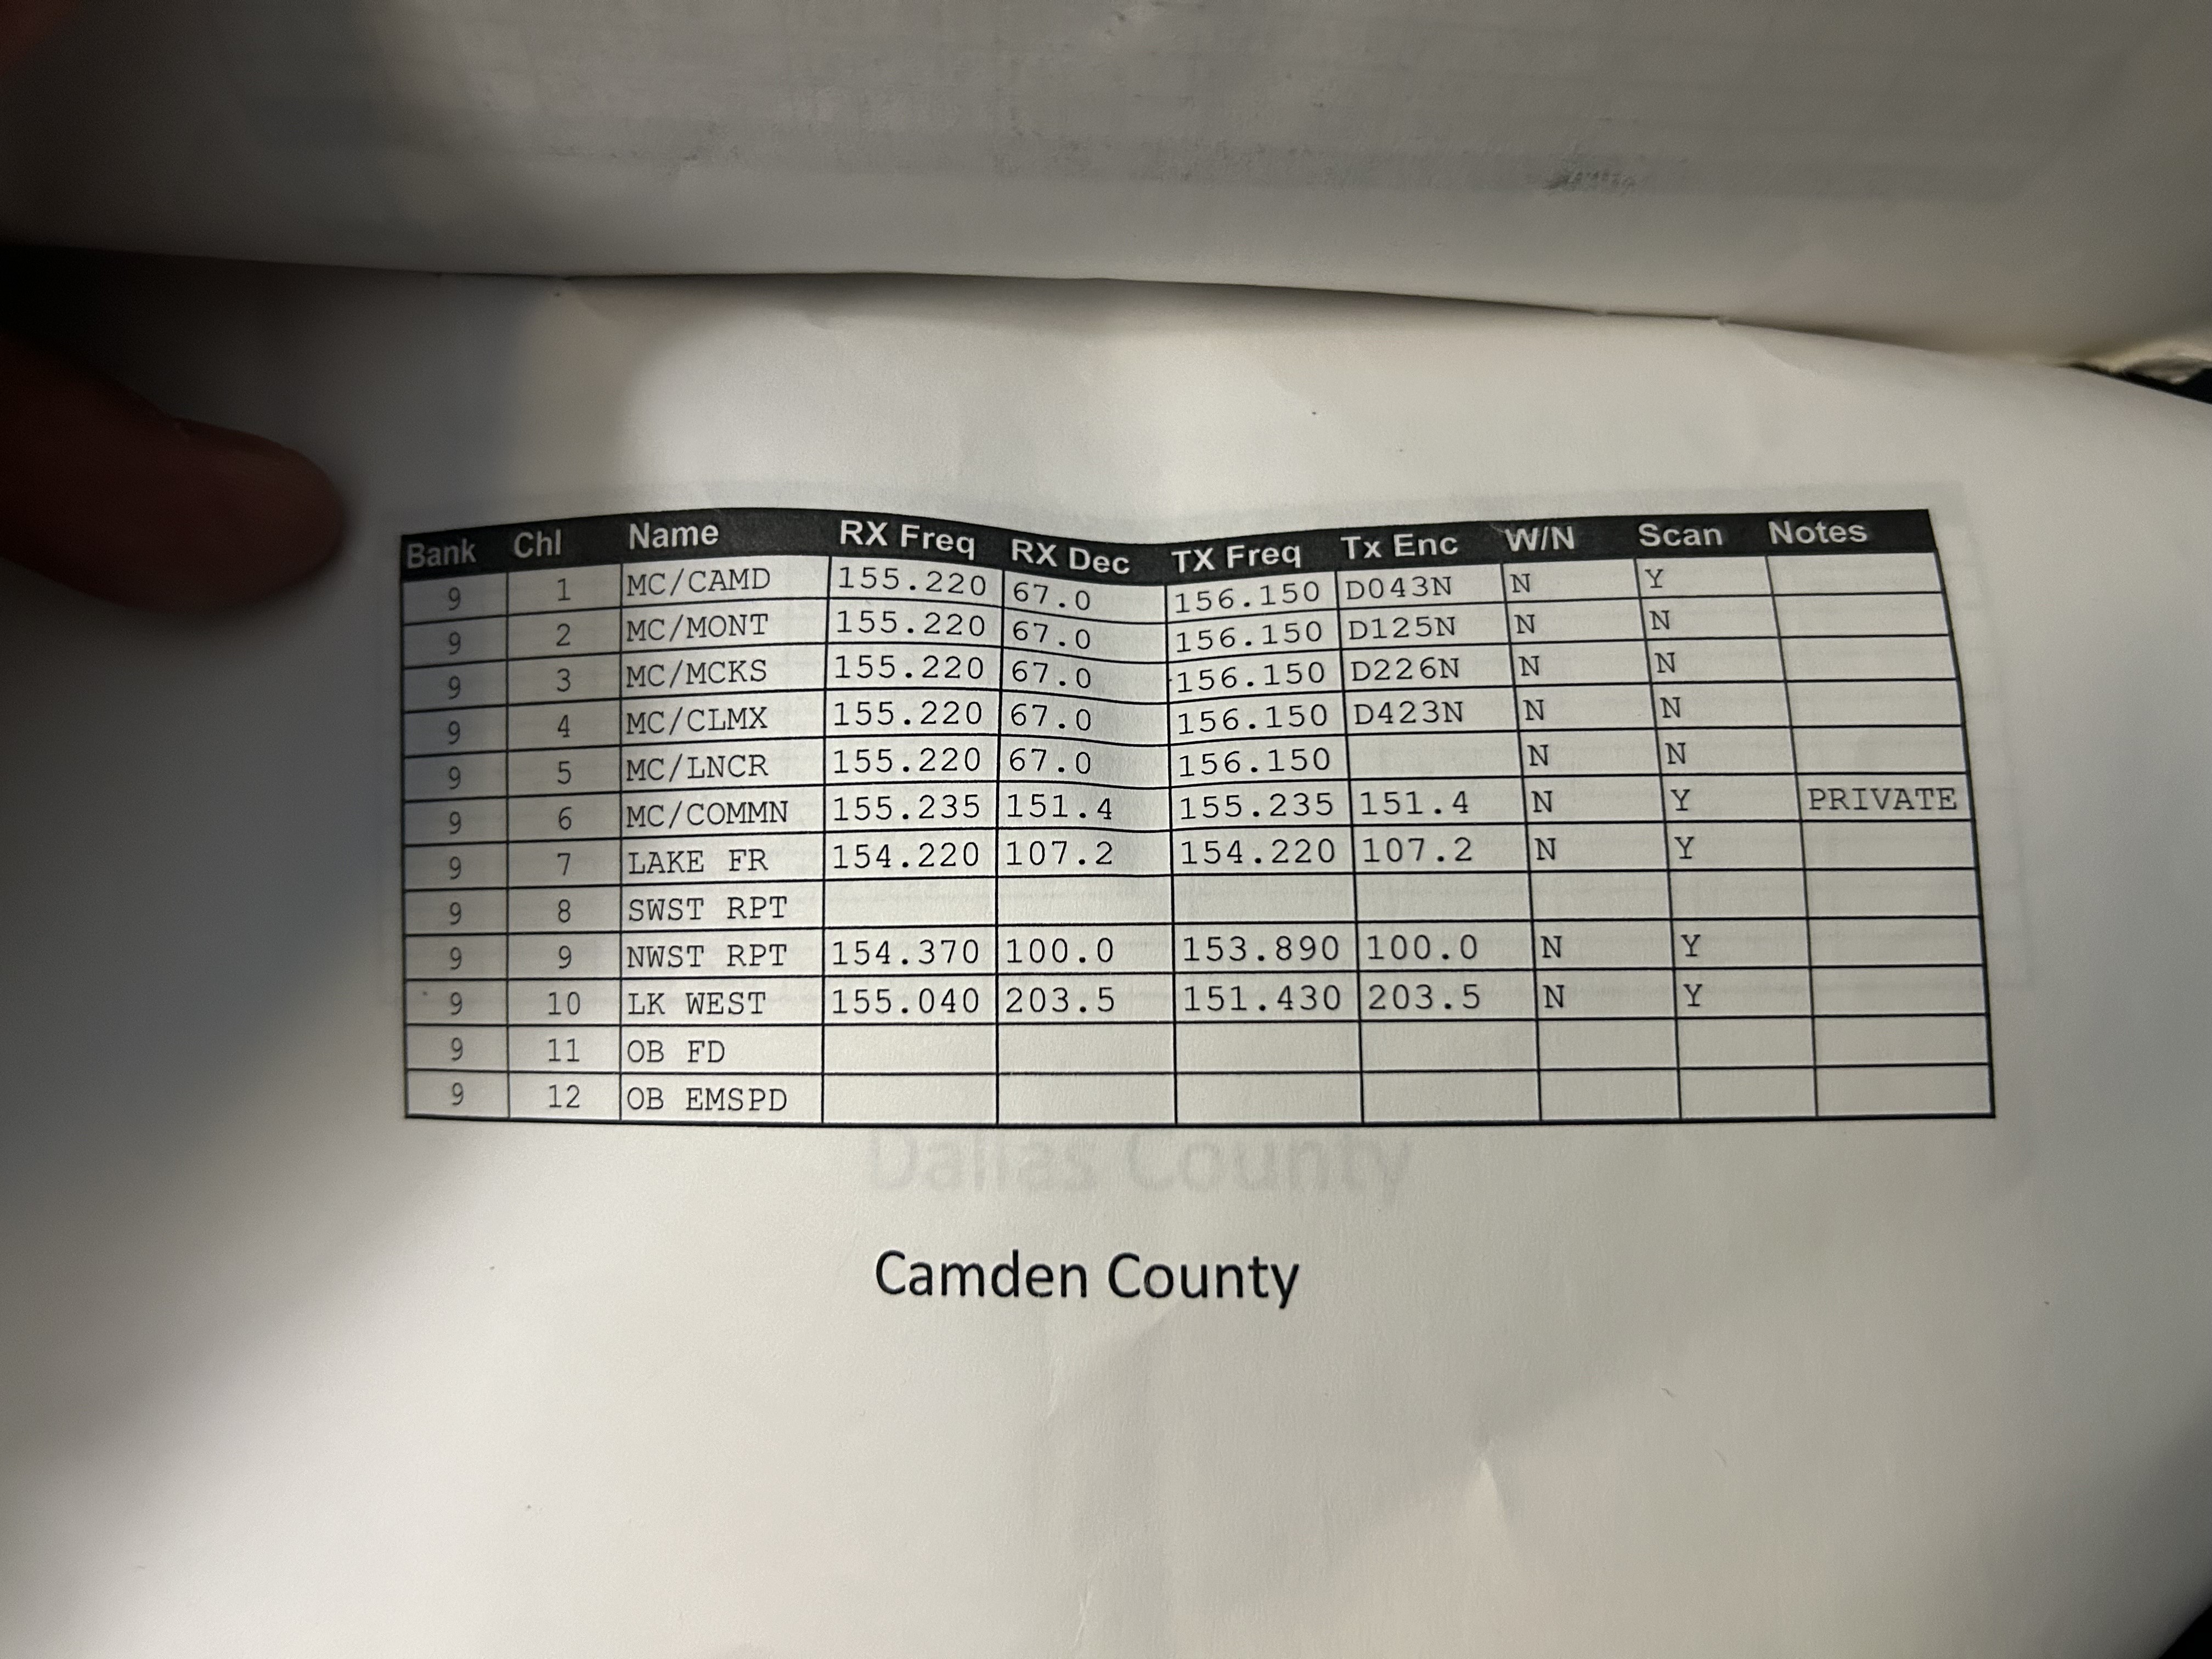 Bank Chl Name RX Freq RX Dec TX Freq Tx Enc W/N Scan Notes
9 1 MC/CAMD 155.220 67.0 156.150 D043N N Y
9 2 MC/MONT 155.220 67.0 156.150 D125N N N
9 3 MC/MCKS 155.220 67.0 156.150 D226N N N
9 4 MC/CLMX 155.220 67.0 156.150 D423N N N
9 5 MC/LNCR 155.220 67.0 156.150 N N
9 6 MC/COMMN 155.235 151.4 155.235 151.4 N Y PRIVATE
9 7 LAKE FR 154.220 107.2 154.220 107.2 N Y
9 8 SWST RPT
9 9 NWST RPT 154.370 100.0 153.890 100.0 N Y
9 10 LK WEST 155.040 203.5 151.430 203.5 N Y
9 11 OB FD
9 12 OB EMSPD
Dallas County
Camden County